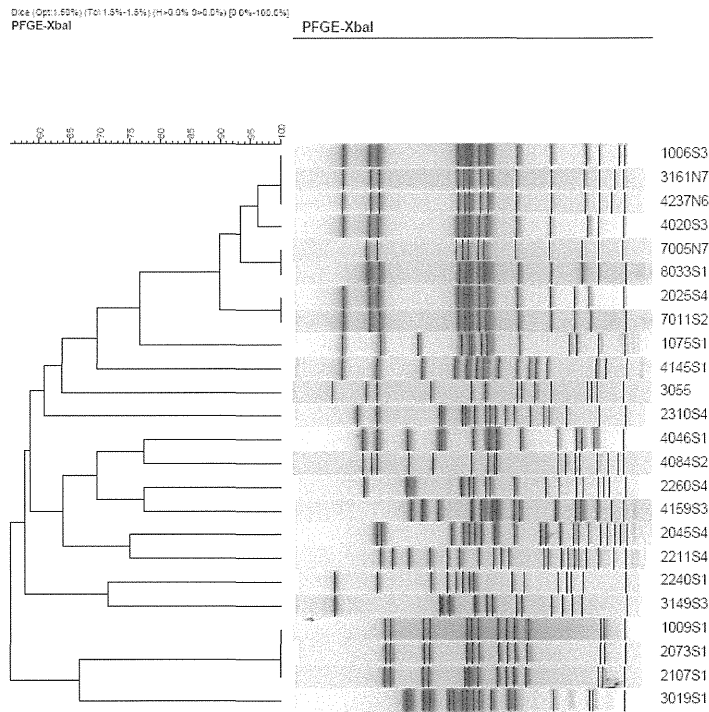 Dice (Opt:1.50%) (Tol 1.5%-1.5%) (H>0.0% S>0.0%) [0.0%-100.0%]
PFGE-XbaI
PFGE-XbaI
60
65
70
75
80
85
90
95
100
1006S3
3161N7
4237N6
4020S3
7005N7
8033S1
2025S4
7011S2
1075S1
4145S1
3055
2310S4
4046S1
4084S2
2260S4
4159S3
2045S4
2211S4
2240S1
3149S3
1009S1
2073S1
2107S1
3019S1